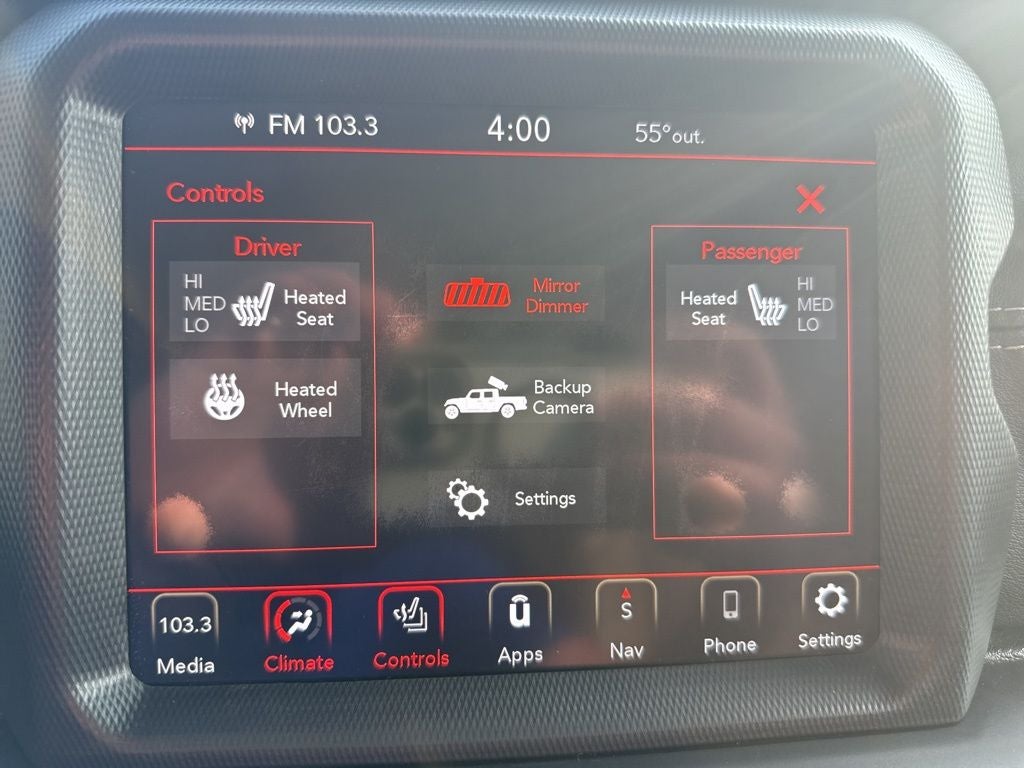 FM 103.3 4:00 55° out.
Controls
Driver
HI
MED
LO
Heated
Seat
Heated
Wheel
Mirror
Dimmer
Backup
Camera
Settings
Passenger
Heated
Seat
HI
MED
LO
103.3
Media
Climate
Controls
Apps
S
Nav
Phone
Settings